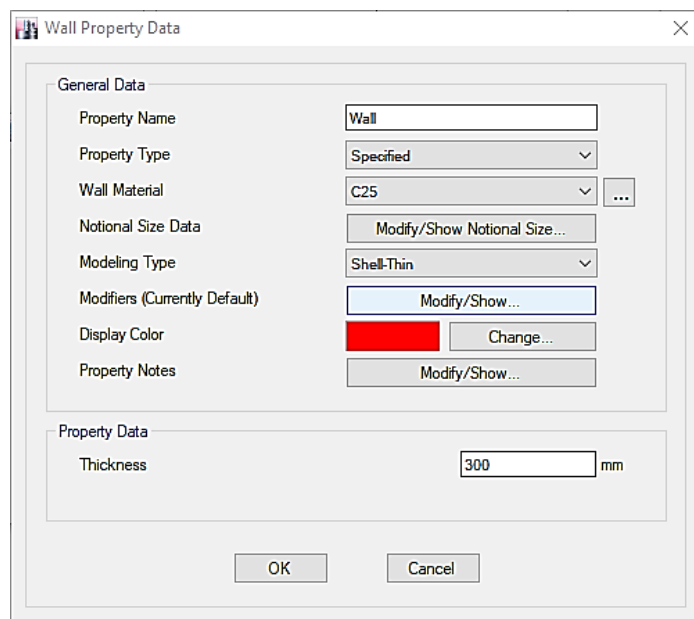 Wall Property Data
General Data
Property Name Wall
Property Type Specified
Wall Material C25 ...
Notional Size Data Modify/Show Notional Size...
Modeling Type Shell-Thin
Modifiers (Currently Default) Modify/Show...
Display Color Change...
Property Notes Modify/Show...
Property Data
Thickness 300 mm
OK Cancel